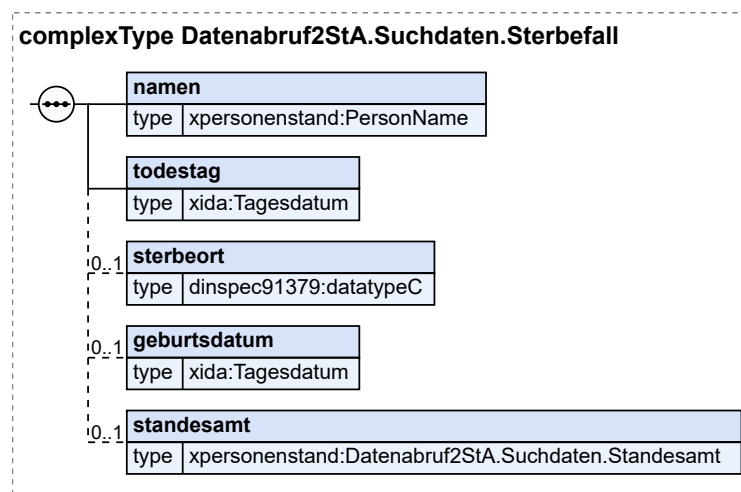 complexType Datenabruf2StA.Suchdaten.Sterbefall
namen
type xpersonenstand:PersonName
todestag
type xida:Tagesdatum
0..1 sterbeort
type dinspec91379:datatypeC
0..1 geburtsdatum
type xida:Tagesdatum
0..1 standesamt
type xpersonenstand:Datenabruf2StA.Suchdaten.Standesamt